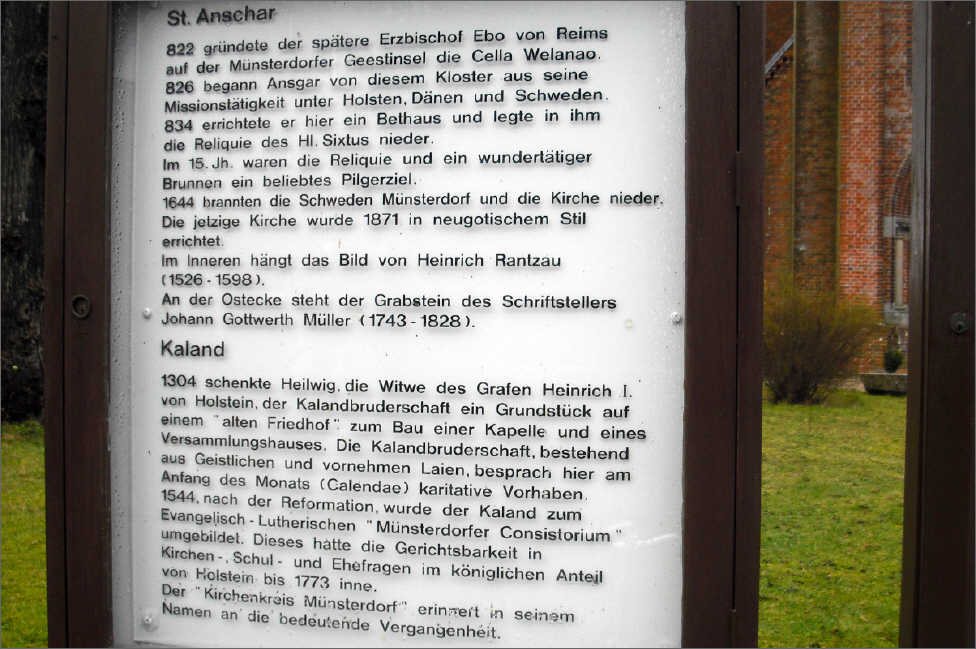 St. Anschar
822 gründete der spätere Erzbischof Ebo von Reims
auf der Münsterdorfer Geestinsel die Cella Welanao.
826 begann Ansgar von diesem Kloster aus seine
Missionstätigkeit unter Holsten, Dänen und Schweden.
834 errichtete er hier ein Bethaus und legte in ihm
die Reliquie des Hl. Sixtus nieder.
Im 15. Jh. waren die Reliquie und ein wundertätiger
Brunnen ein beliebtes Pilgerziel.
1644 brannten die Schweden Münsterdorf und die Kirche nieder.
Die jetzige Kirche wurde 1871 in neugotischem Stil
errichtet.
Im Inneren hängt das Bild von Heinrich Rantzau
(1526 - 1598).
An der Ostecke steht der Grabstein des Schriftstellers
Johann Gottwerth Müller (1743 - 1828).
Kaland
1304 schenkte Heilwig, die Witwe des Grafen Heinrich I.
von Holstein, der Kalandbruderschaft ein Grundstück auf
einem "alten Friedhof" zum Bau einer Kapelle und eines
Versammlungshauses. Die Kalandbruderschaft, bestehend
aus Geistlichen und vornehmen Laien, besprach hier am
Anfang des Monats (Calendae) karitative Vorhaben.
1544, nach der Reformation, wurde der Kaland zum
Evangelisch - Lutherischen "Münsterdorfer Consistorium"
umgebildet. Dieses hatte die Gerichtsbarkeit in
Kirchen -, Schul - und Ehefragen im königlichen Anteil
von Holstein bis 1773 inne.
Der "Kirchenkreis Münsterdorf" erinnert in seinem
Namen an die bedeutende Vergangenheit.